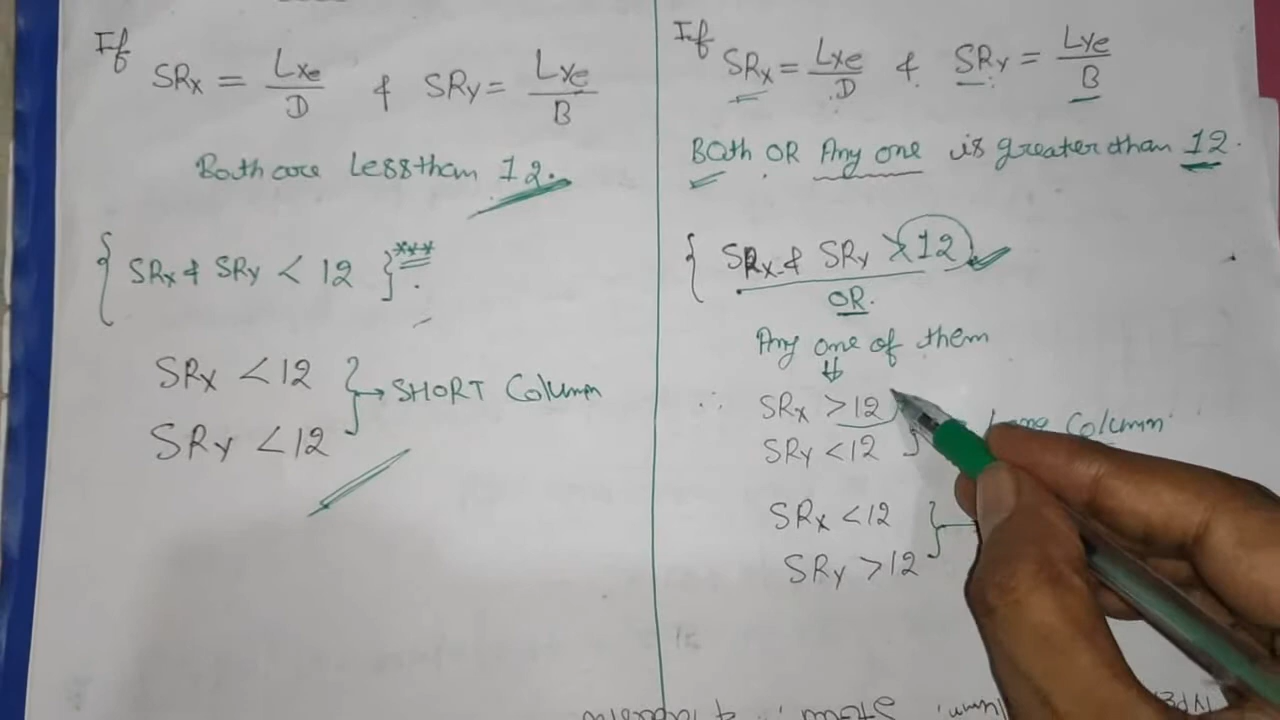 If
SRx = Lxe/D & SRy = Lye/B
Both are Less than 12.
{ SRx & SRy < 12 } ***
SRx < 12
SRy < 12 } → SHORT Column
If
SRx = Lxe/D & SRy = Lye/B
BOth OR Any one is greater than 12.
{ SRx & SRy > 12
OR.
Any one of them
∴ SRx > 12
SRy < 12 } Column
SRx < 12
SRy > 12 }